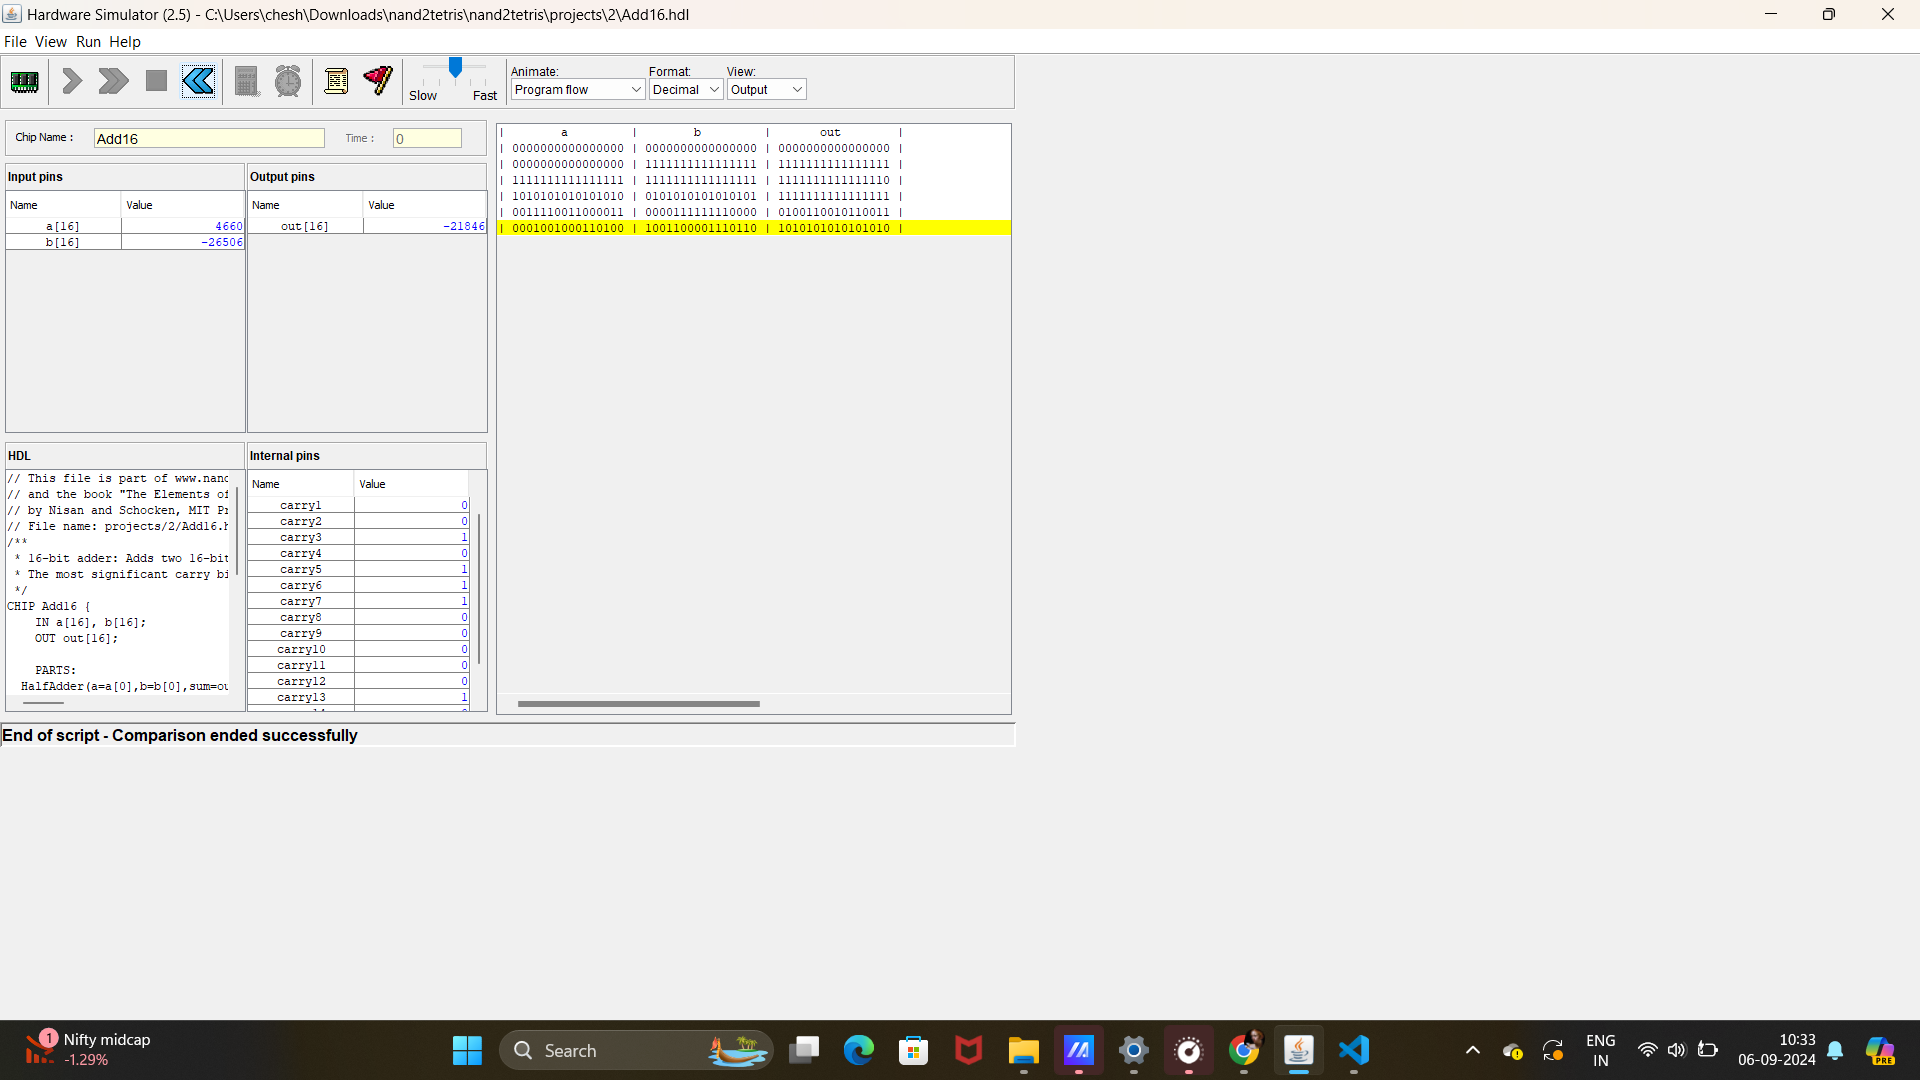 Hardware Simulator (2.5) - C:\Users\chesh\Downloads\nand2tetris\nand2tetris\projects\2\Add16.hdl
File View Run Help
Slow Fast
Animate: Format: View:
Program flow Decimal Output
Chip Name : Add16 Time : 0
Input pins
Name Value
a[16] 4660
b[16] -26506
Output pins
Name Value
out[16] -21846
HDL
// This file is part of www.nand
// and the book "The Elements of
// by Nisan and Schocken, MIT Pr
// File name: projects/2/Add16.h
/**
* 16-bit adder: Adds two 16-bit
* The most significant carry bi
*/
CHIP Add16 {
IN a[16], b[16];
OUT out[16];
PARTS:
HalfAdder(a=a[0],b=b[0],sum=ou
Internal pins
Name Value
carry1 0
carry2 0
carry3 1
carry4 0
carry5 1
carry6 1
carry7 1
carry8 0
carry9 0
carry10 0
carry11 0
carry12 0
carry13 1
| a | b | out |
| 0000000000000000 | 0000000000000000 | 0000000000000000 |
| 0000000000000000 | 1111111111111111 | 1111111111111111 |
| 1111111111111111 | 1111111111111111 | 1111111111111110 |
| 1010101010101010 | 0101010101010101 | 1111111111111111 |
| 0011110011000011 | 0000111111110000 | 0100110010110011 |
| 0001001000110100 | 1001100001110110 | 1010101010101010 |
End of script - Comparison ended successfully
1
Nifty midcap
-1.29%
Search
ENG
IN
10:33
06-09-2024
PRE